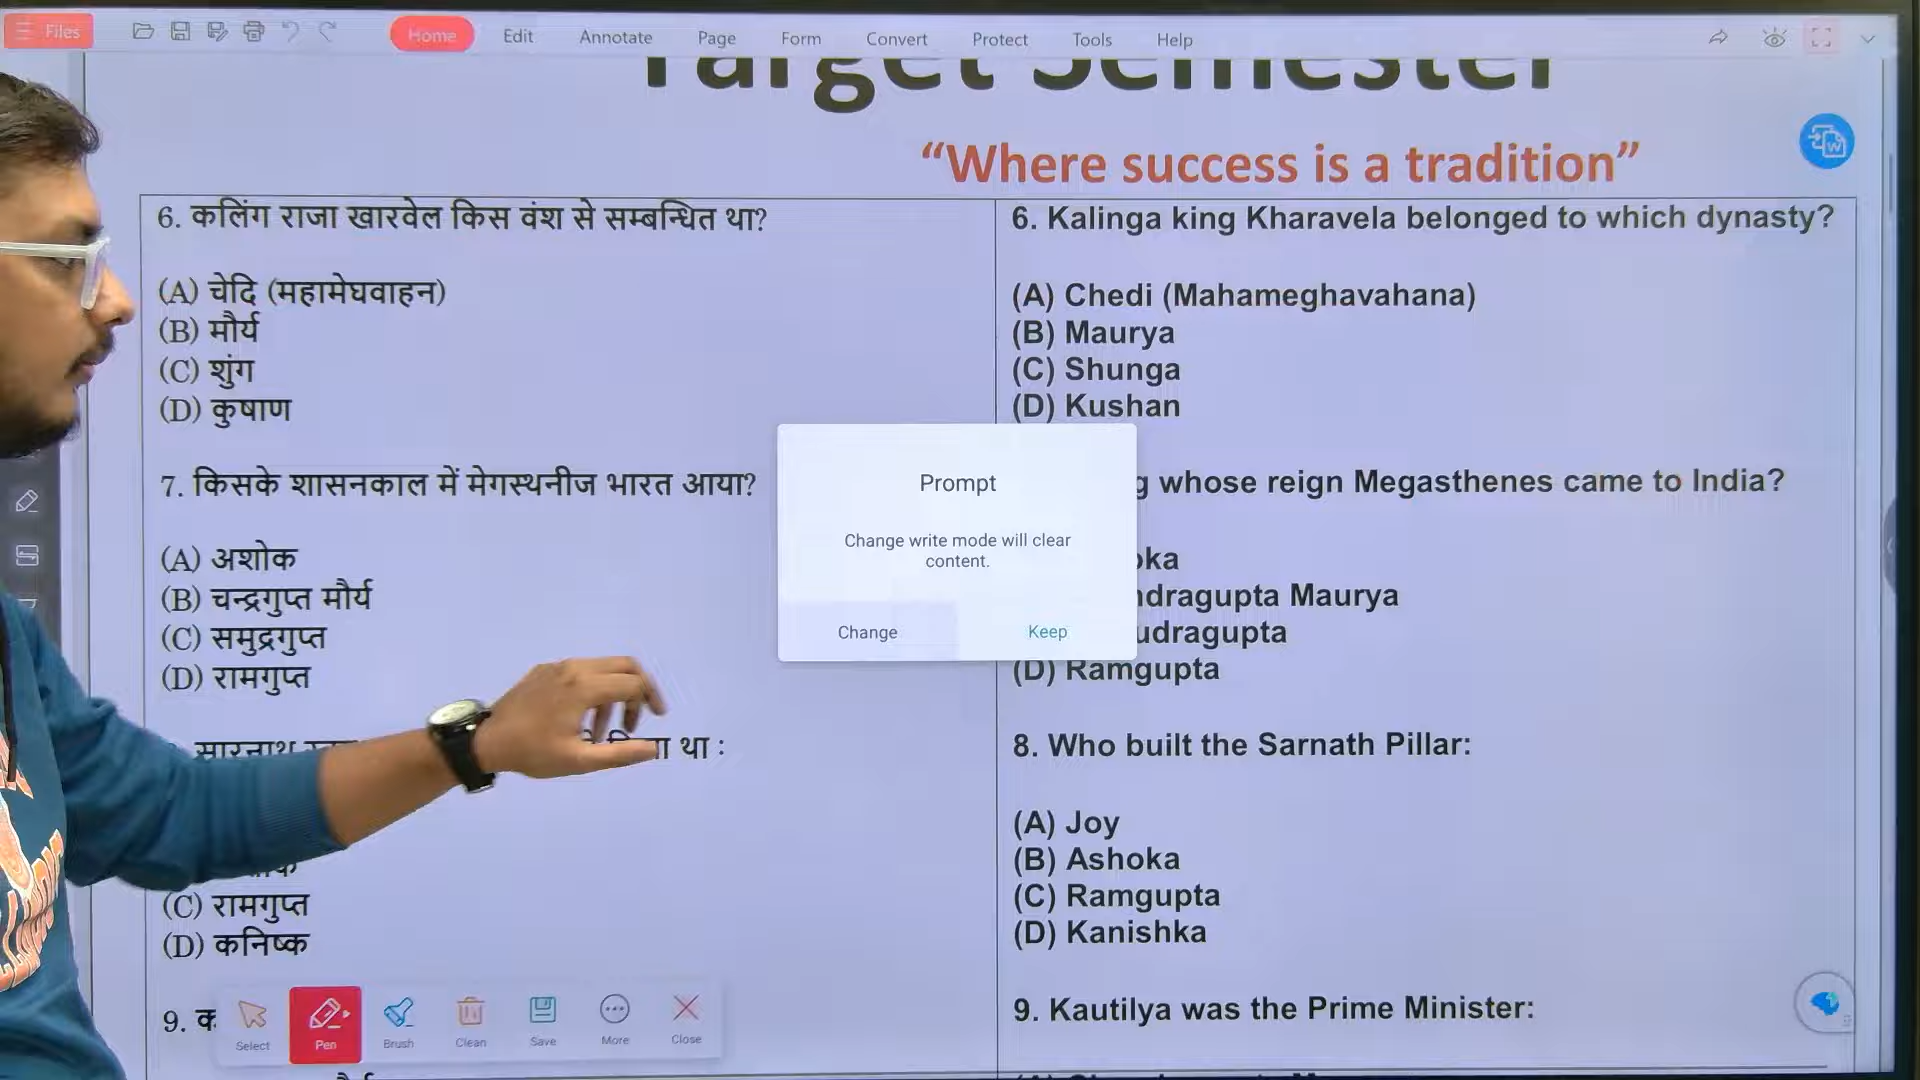 Files
Home Edit Annotate Page Form Convert Protect Tools Help
Target Semester
“Where success is a tradition”
6. कलिंग राजा खारवेल किस वंश से सम्बन्धित था?
(A) चेदि (महामेघवाहन)
(B) मौर्य
(C) शुंग
(D) कुषाण
7. किसके शासनकाल में मेगस्थनीज भारत आया?
(A) अशोक
(B) चन्द्रगुप्त मौर्य
(C) समुद्रगुप्त
(D) रामगुप्त
था :
(C) रामगुप्त
(D) कनिष्क
9.
6. Kalinga king Kharavela belonged to which dynasty?
(A) Chedi (Mahameghavahana)
(B) Maurya
(C) Shunga
(D) Kushan
whose reign Megasthenes came to India?
Maurya
(D) Ramgupta
8. Who built the Sarnath Pillar:
(A) Joy
(B) Ashoka
(C) Ramgupta
(D) Kanishka
9. Kautilya was the Prime Minister:
Prompt
Change write mode will clear
content.
Change Keep
Select Pen Brush Clean Save More Close